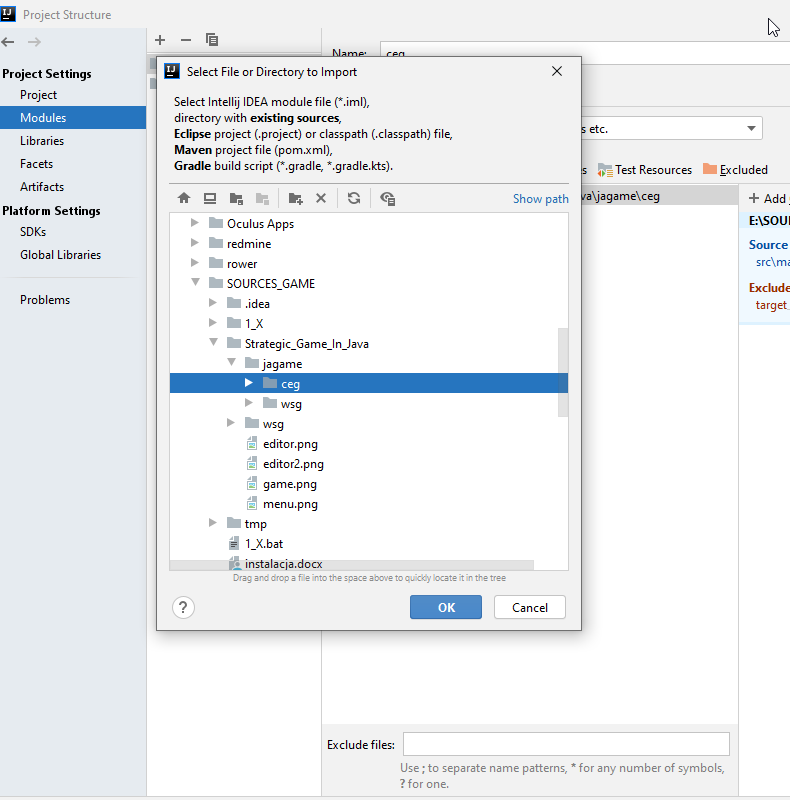 IJ Project Structure
Project Settings
Project
Modules
Libraries
Facets
Artifacts
Platform Settings
SDKs
Global Libraries
Problems
Name:
ceg
IJ Select File or Directory to Import
Select Intellij IDEA module file (*.iml),
directory with existing sources,
Eclipse project (.project) or classpath (.classpath) file,
Maven project file (pom.xml),
Gradle build script (*.gradle, *.gradle.kts).
Show path
Oculus Apps
redmine
rower
SOURCES_GAME
.idea
1_X
Strategic_Game_In_Java
jagame
ceg
wsg
wsg
editor.png
editor2.png
game.png
menu.png
tmp
1_X.bat
instalacja.docx
Drag and drop a file into the space above to quickly locate it in the tree
?
OK
Cancel
s etc.
s Test Resources Excluded
va\jagame\ceg
+ Add
E:\SOU
Source
src\ma
Exclude
target
Exclude files:
Use ; to separate name patterns, * for any number of symbols,
? for one.